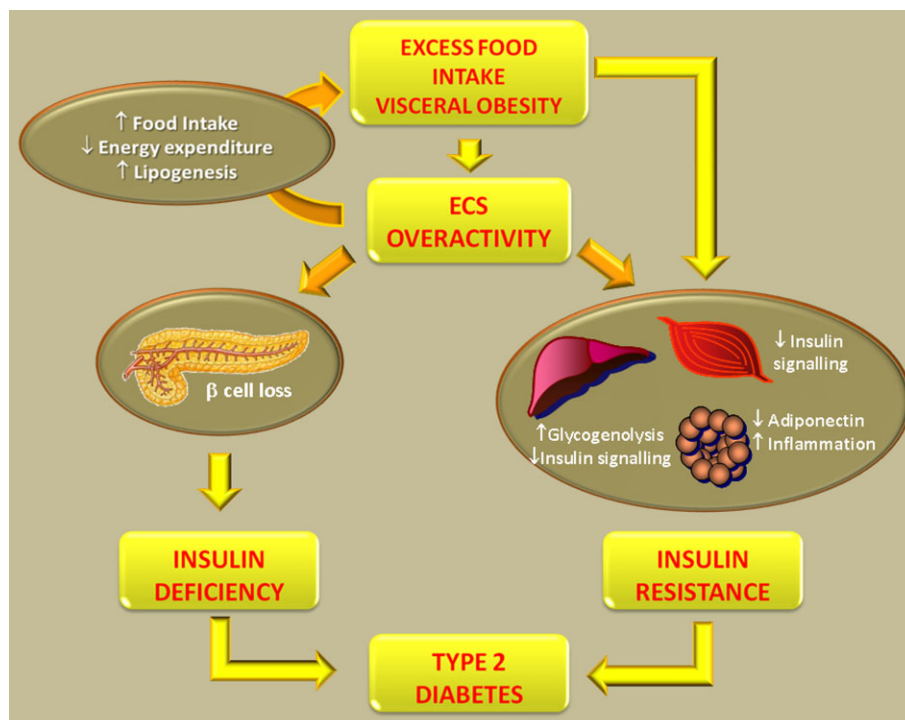 EXCESS FOOD
INTAKE
VISCERAL OBESITY
↑ Food Intake
↓ Energy expenditure
↑ Lipogenesis
ECS
OVERACTIVITY
β cell loss
↓ Insulin
signalling
↑Glycogenolysis
↓Insulin signalling
↓ Adiponectin
↑ Inflammation
INSULIN
DEFICIENCY
INSULIN
RESISTANCE
TYPE 2
DIABETES